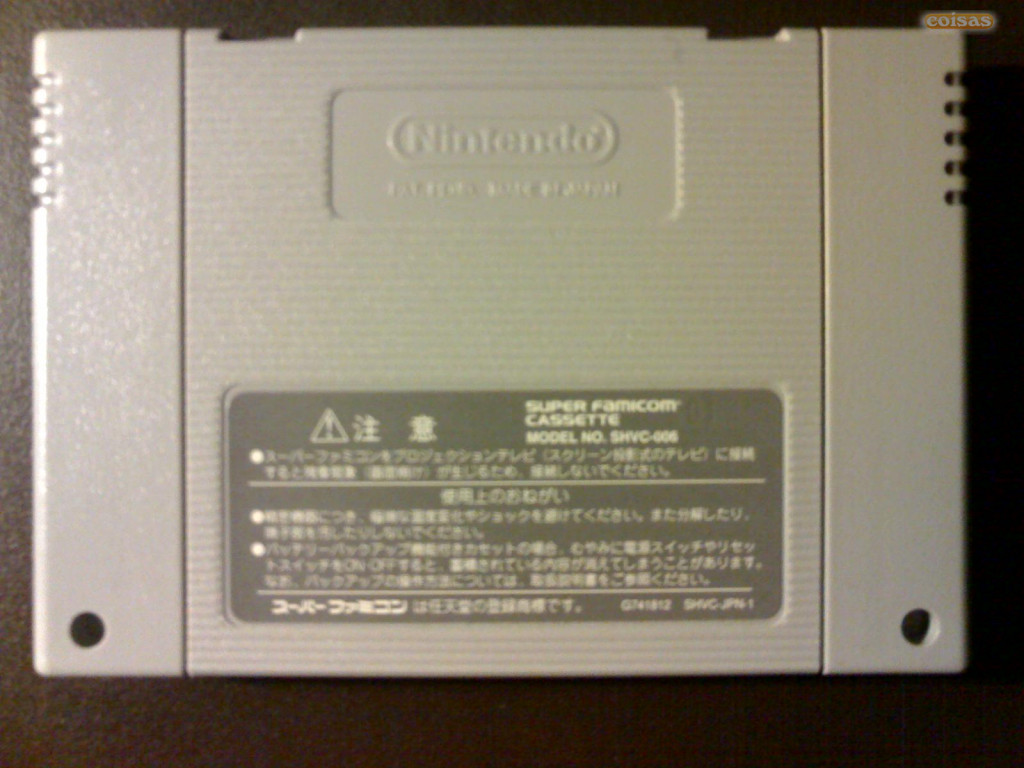 coisas
Nintendo
MADE IN JAPAN
⚠注 意
SUPER FAMICOM
CASSETTE
MODEL NO. SHVC-006
●スーパーファミコンをプロジェクションテレビ(スクリーン投影式のテレビ)に接続
すると残像現象(画面焼け)が生じるため、接続しないでください。
使用上のおねがい
●精密機器につき、極端な温度変化やショックを避けてください。また分解したり、
端子部を汚したりしないでください。
●バッテリーバックアップ機能付きカセットの場合、むやみに電源スイッチやリセッ
トスイッチをON・OFFすると、蓄積されている内容が消えてしまうことがあります。
なお、バックアップの操作方法については、取扱説明書をご参照ください。
スーパーファミコンは任天堂の登録商標です。 G741812 SHVC-JPN-1